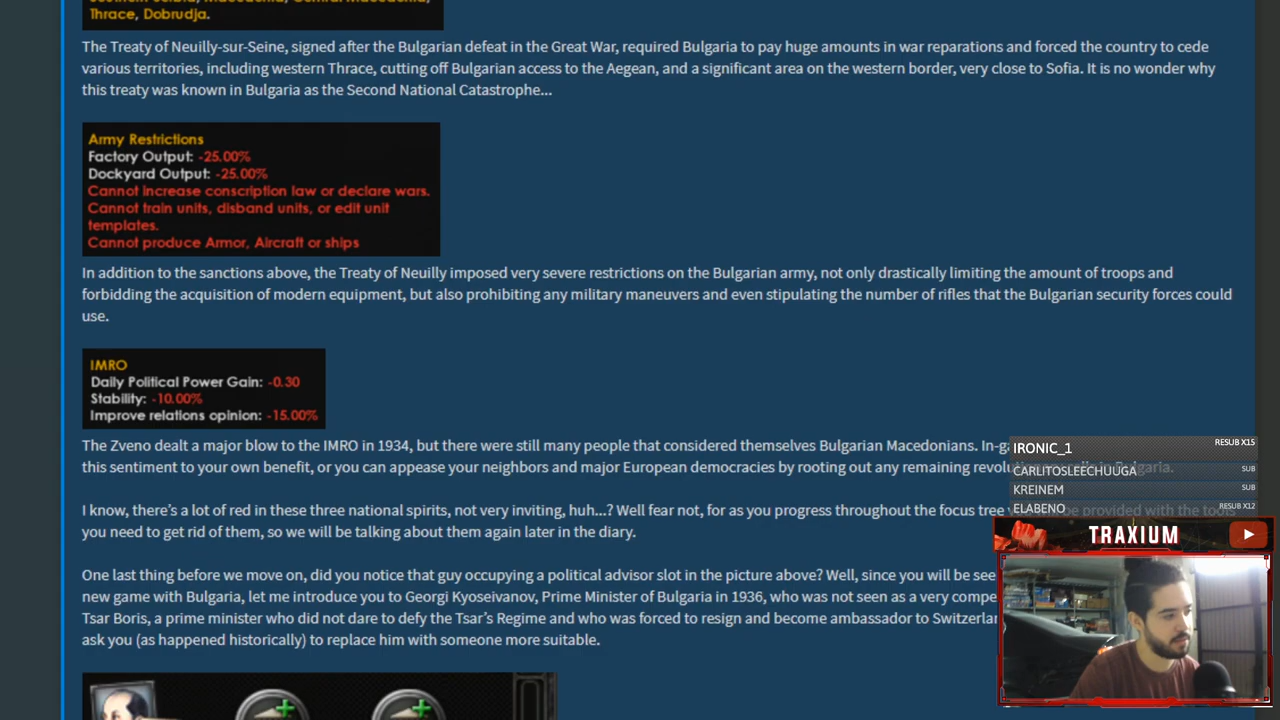 Thrace, Dobrudja.
The Treaty of Neuilly-sur-Seine, signed after the Bulgarian defeat in the Great War, required Bulgaria to pay huge amounts in war reparations and forced the country to cede
various territories, including western Thrace, cutting off Bulgarian access to the Aegean, and a significant area on the western border, very close to Sofia. It is no wonder why
this treaty was known in Bulgaria as the Second National Catastrophe...
Army Restrictions
Factory Output: -25.00%
Dockyard Output: -25.00%
Cannot increase conscription law or declare wars.
Cannot train units, disband units, or edit unit
templates.
Cannot produce Armor, Aircraft or ships
In addition to the sanctions above, the Treaty of Neuilly imposed very severe restrictions on the Bulgarian army, not only drastically limiting the amount of troops and
forbidding the acquisition of modern equipment, but also prohibiting any military maneuvers and even stipulating the number of rifles that the Bulgarian security forces could
use.
IMRO
Daily Political Power Gain: -0.30
Stability: -10.00%
Improve relations opinion: -15.00%
The Zveno dealt a major blow to the IMRO in 1934, but there were still many people that considered themselves Bulgarian Macedonians. In-g
this sentiment to your own benefit, or you can appease your neighbors and major European democracies by rooting out any remaining
I know, there's a lot of red in these three national spirits, not very inviting, huh...? Well fear not, for as you progress throughout the focus tree be provided with the tools
you need to get rid of them, so we will be talking about them again later in the diary.
One last thing before we move on, did you notice that guy occupying a political advisor slot in the picture above? Well, since you will be see
new game with Bulgaria, let me introduce you to Georgi Kyoseivanov, Prime Minister of Bulgaria in 1936, who was not seen as a very compe
Tsar Boris, a prime minister who did not dare to defy the Tsar's Regime and who was forced to resign and become ambassador to Switzerlan
ask you (as happened historically) to replace him with someone more suitable.
IRONIC_1 RESUB X15
CARLITOSLEECHUUGA SUB
KREINEM SUB
ELABENO RESUB X12
TRAXIUM